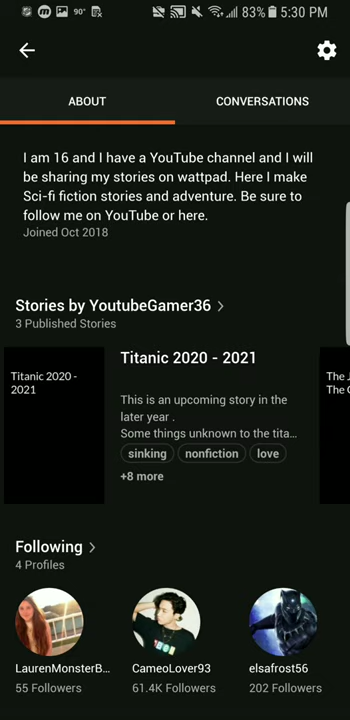 90°
83%
5:30 PM
ABOUT
CONVERSATIONS
I am 16 and I have a YouTube channel and I will
be sharing my stories on wattpad. Here I make
Sci-fi fiction stories and adventure. Be sure to
follow me on YouTube or here.
Joined Oct 2018
Stories by YoutubeGamer36
3 Published Stories
Titanic 2020 -
2021
Titanic 2020 - 2021
This is an upcoming story in the
later year .
Some things unknown to the tita...
sinking
nonfiction
love
+8 more
The J
The C
Following
4 Profiles
LaurenMonsterB...
CameoLover93
elsafrost56
55 Followers
61.4K Followers
202 Followers